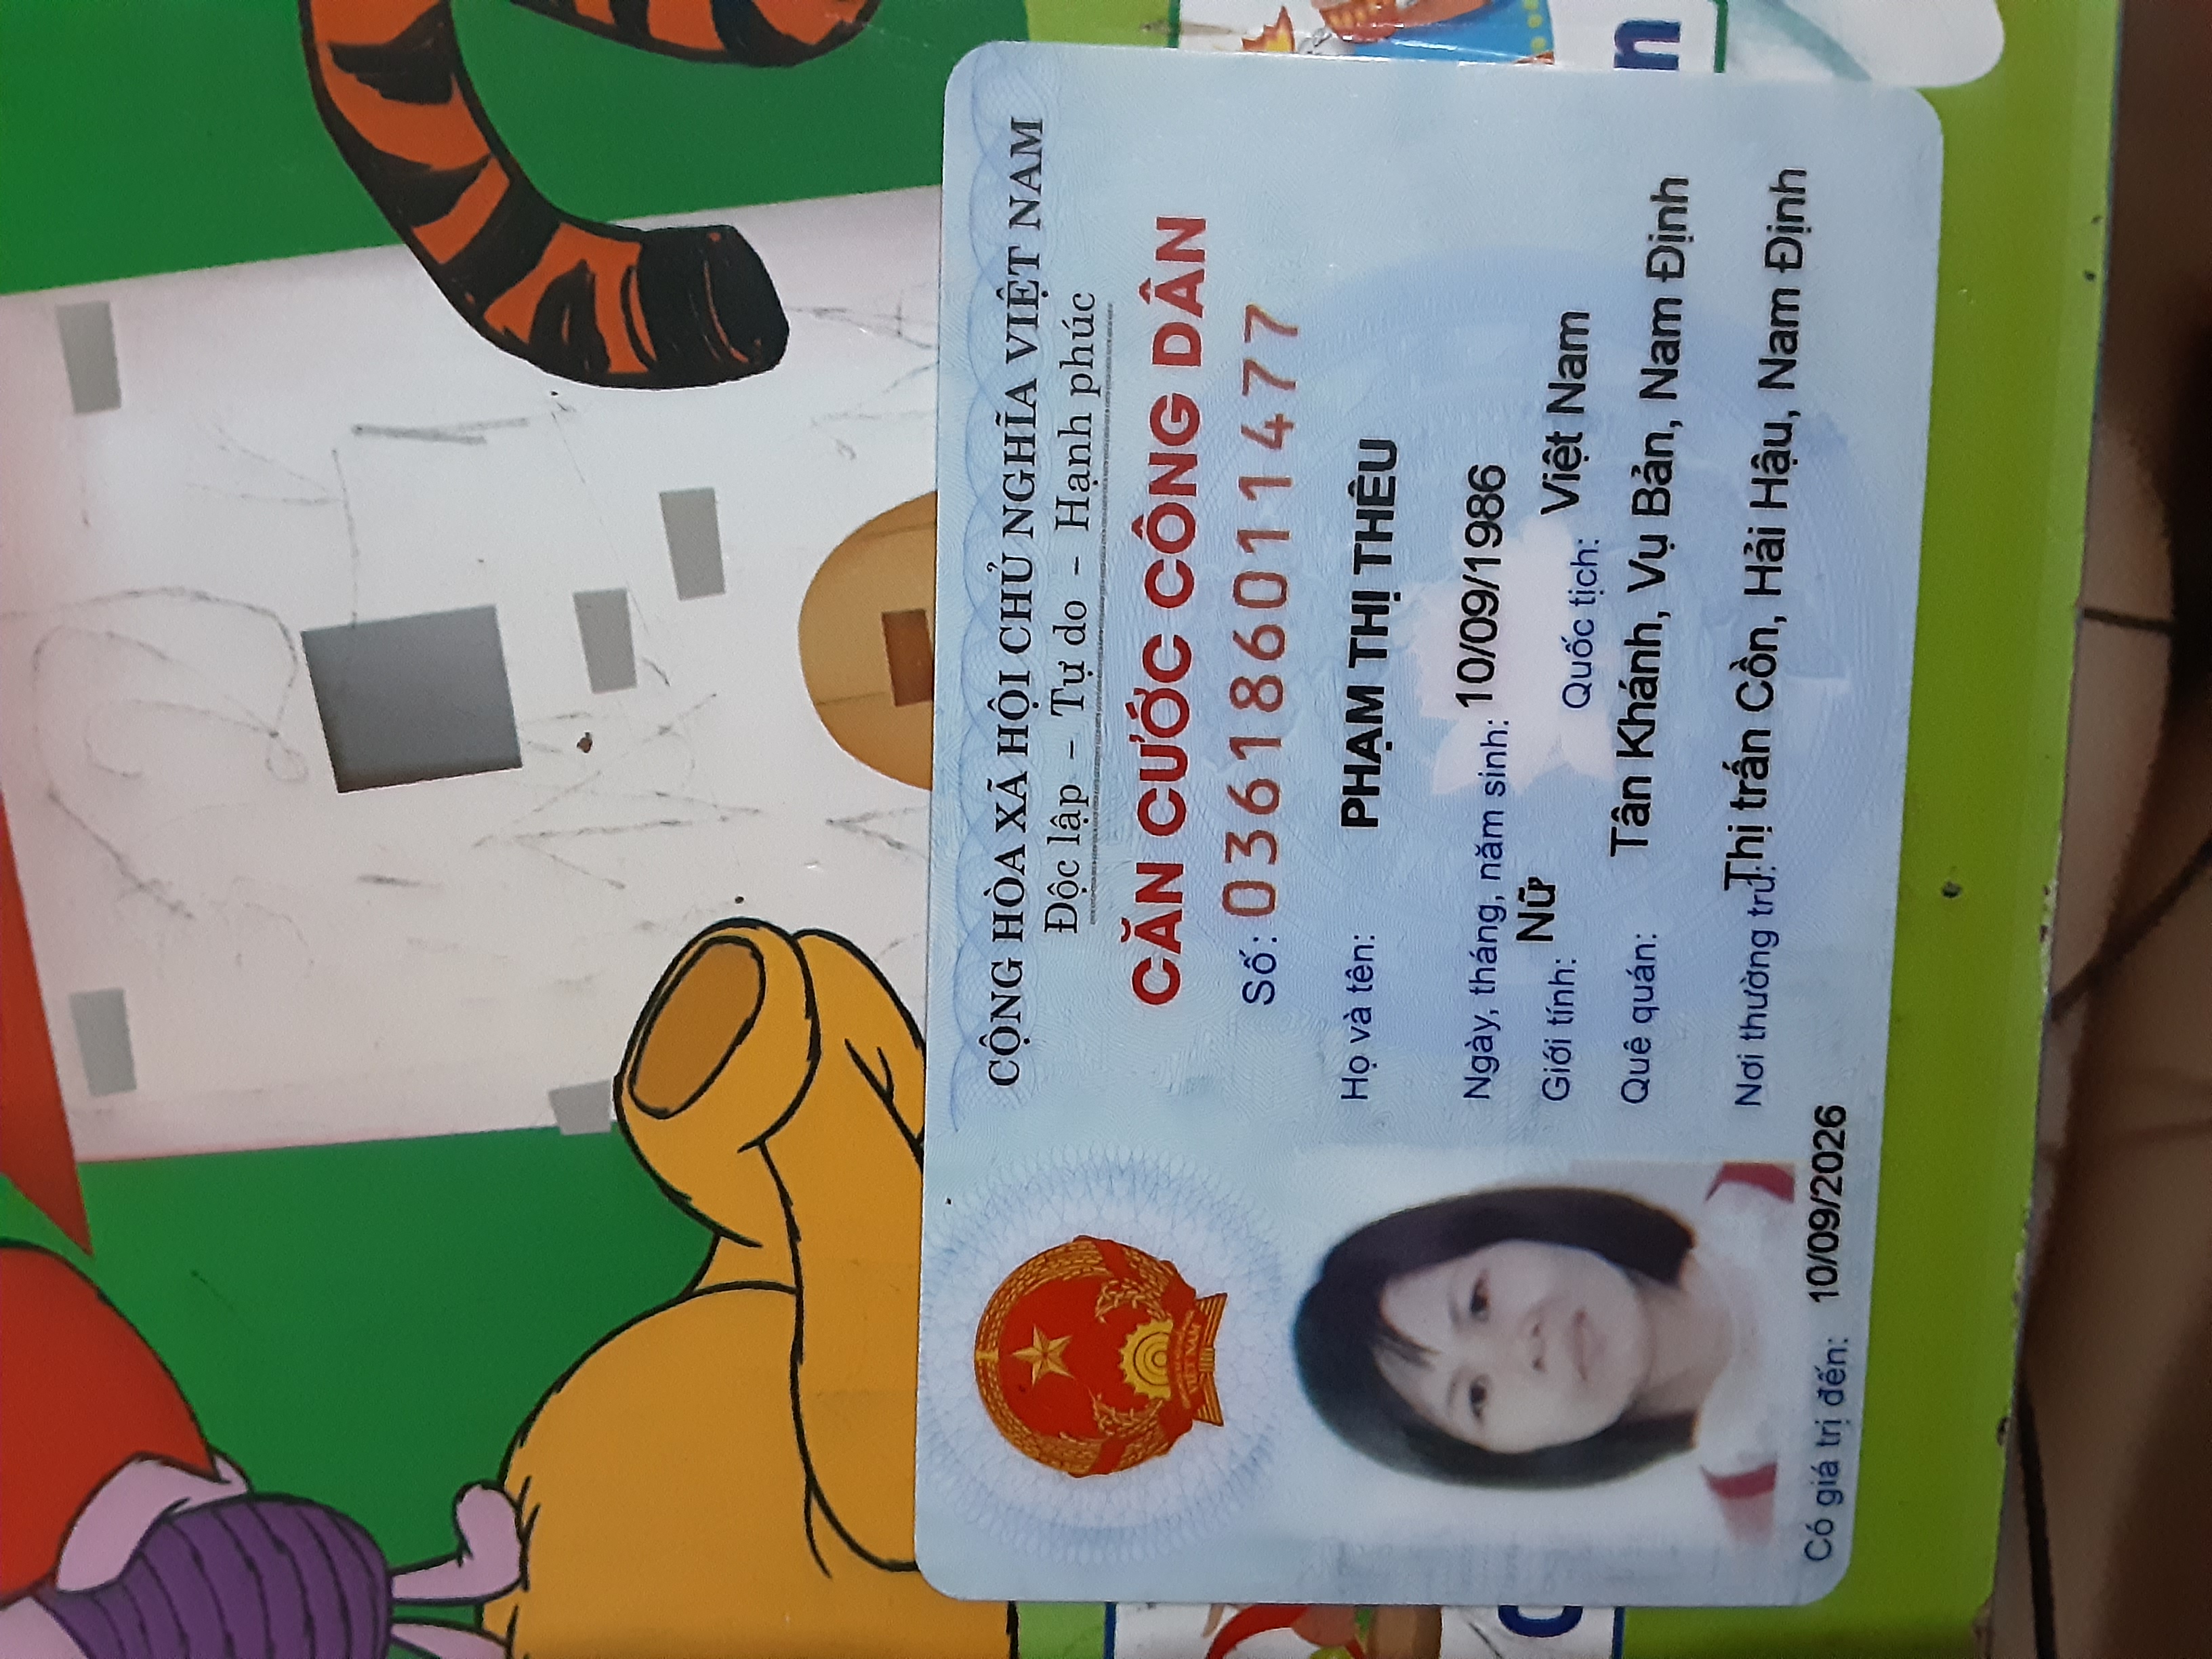 CỘNG HÒA XÃ HỘI CHỦ NGHĨA VIỆT NAM
Độc lập – Tự do – Hạnh phúc
CĂN CƯỚC CÔNG DÂN
Số: 036186011477
Họ và tên: PHẠM THỊ THÊU
Ngày, tháng, năm sinh: 10/09/1986
Giới tính: Nữ Quốc tịch: Việt Nam
Quê quán: Tân Khánh, Vụ Bản, Nam Định
Nơi thường trú: Thị trấn Cồn, Hải Hậu, Nam Định
Có giá trị đến: 10/09/2026
n